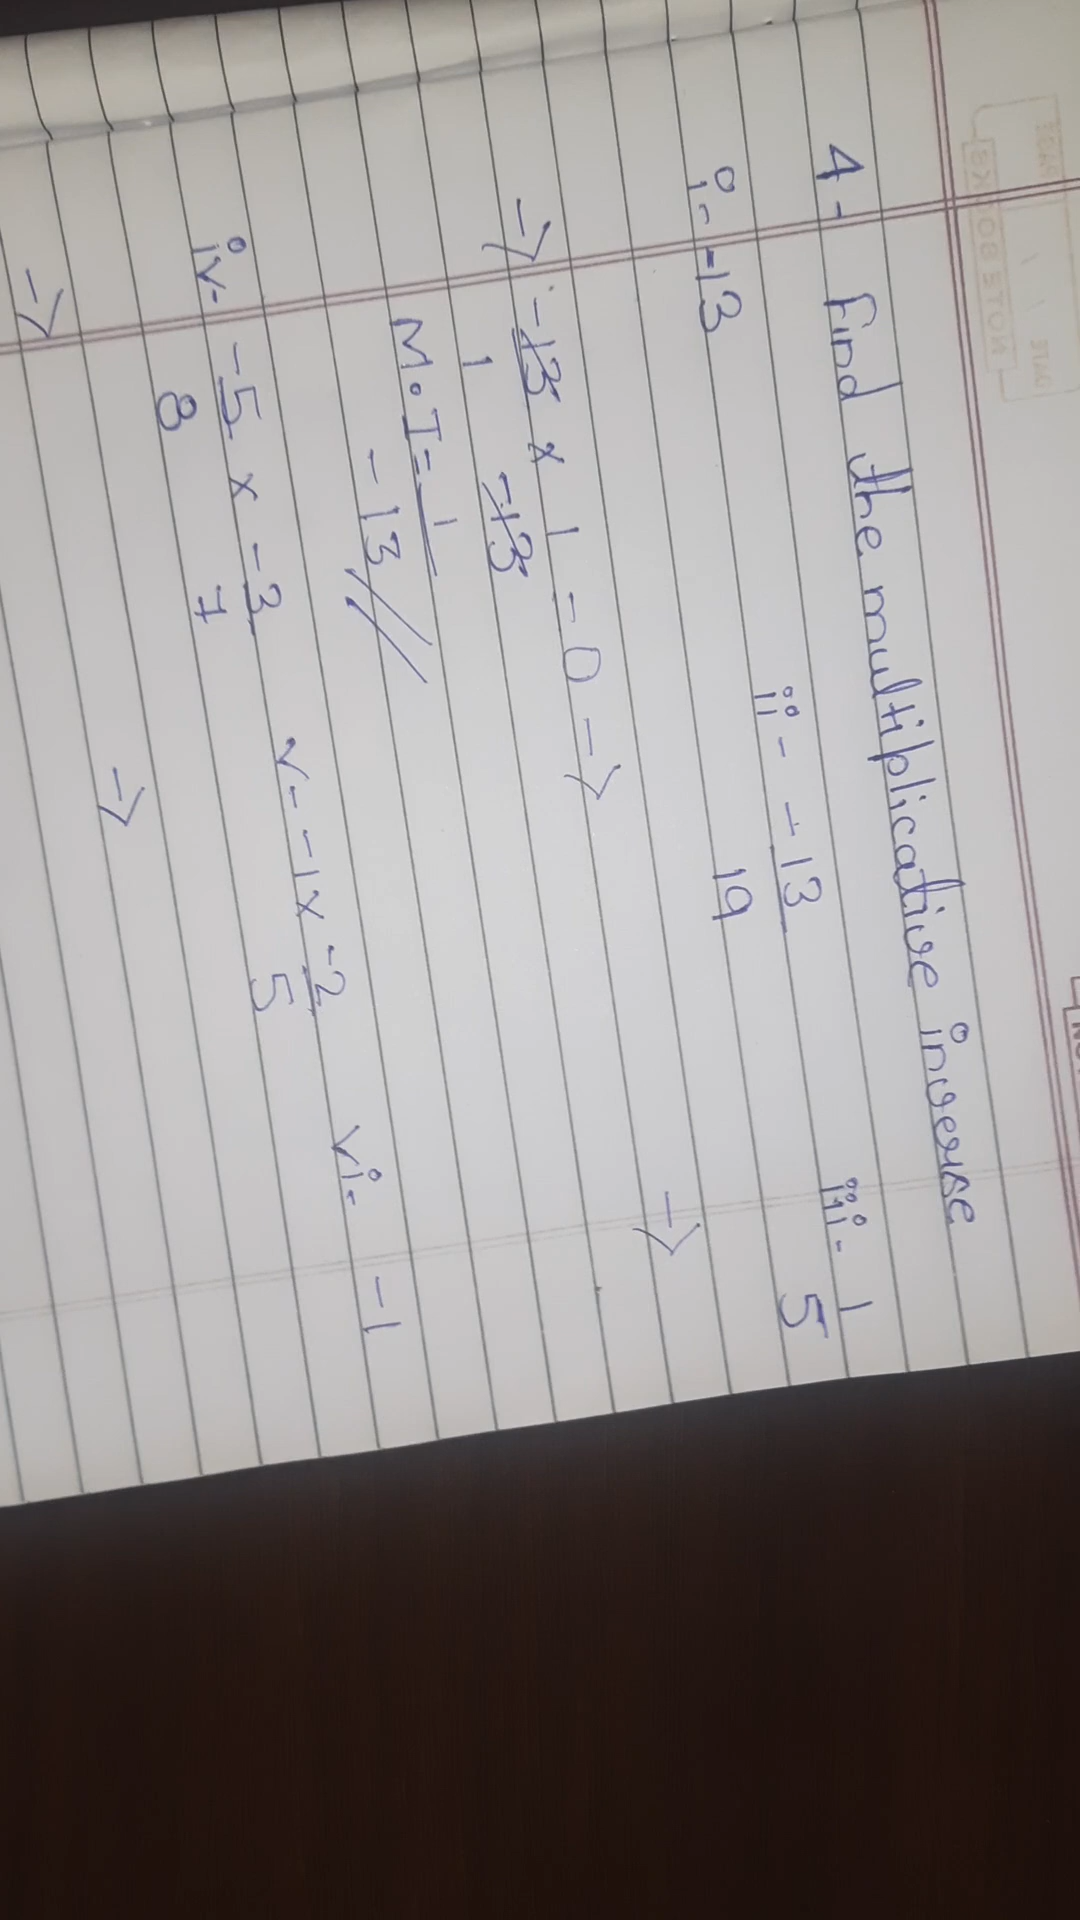 4- Find the multiplicative inverse
i- -13 ii- -13/19 iii- 1/5
→ -13/1 × 1/-13 = 0 → →
M.I = 1/-13 //
iv- -5/8 × -3/7 v- -1 × -2/5 vi- -1
→ →